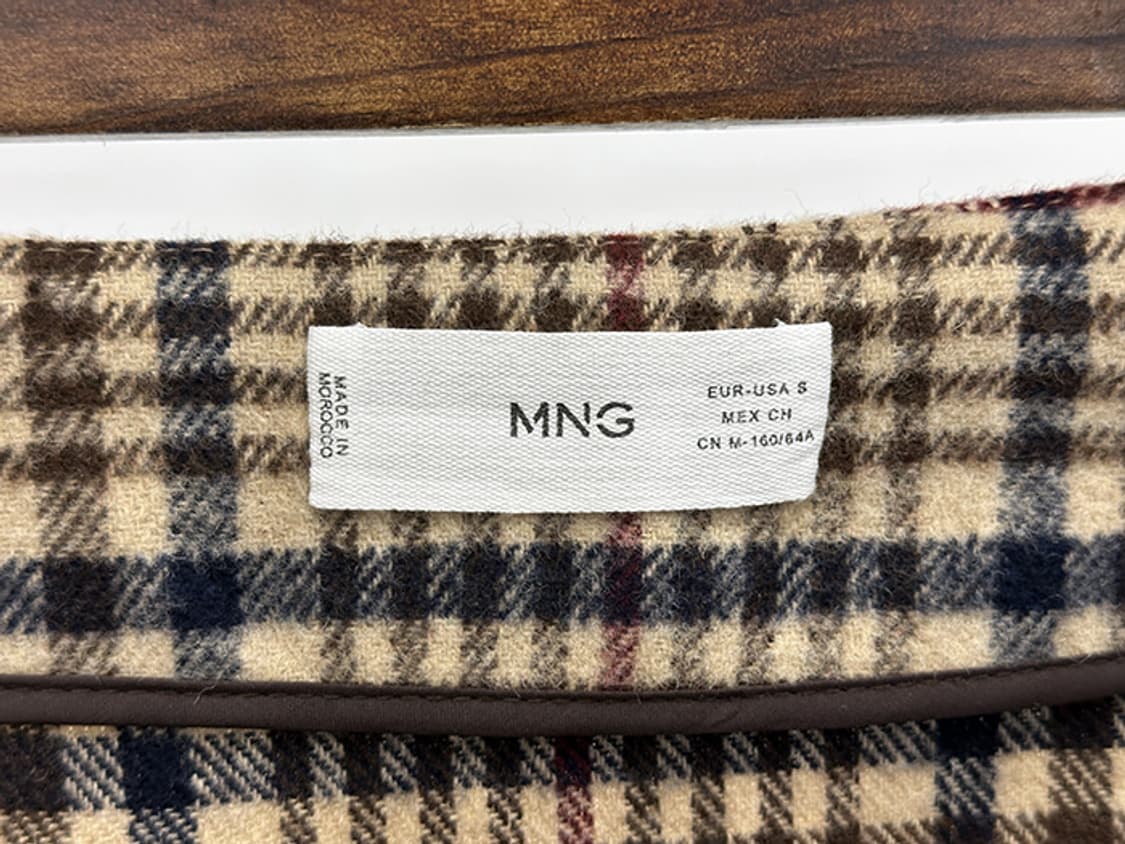 MADE IN
MOROCCO
MNG
EUR-USA S
MEX CH
CN M-160/64A